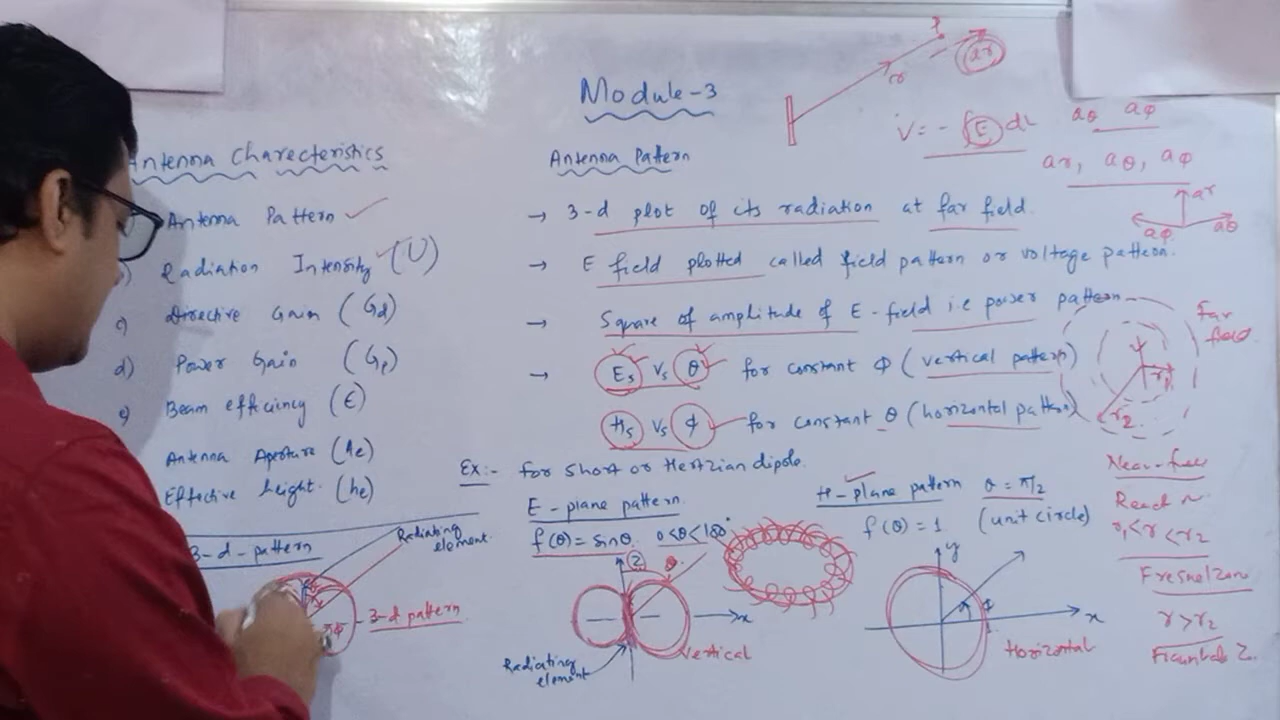 Module-3
Antenna Charecteristics
Antenna Pattern
Radiation Intensity (U)
c) Directive Gain (Gd)
d) Power Gain (Gp)
e) Beam efficiency (Є)
Antenna Aperture (Ae)
Effective height. (he)
3-d-pattern
Radiating element.
3-d pattern
ϕ
Antenna Pattern
→ 3-d plot of its radiation at far field.
→ E field plotted called field pattern or voltage pattern.
→ Square of amplitude of E-field i.e power pattern
→ Es Vs θ for constant ϕ (vertical pattern)
Hs Vs ϕ for constant θ (horizontal pattern)
Ex:- for short or Hertzian dipole.
E-plane pattern
f(θ) = sinθ 0<θ<180°
z
θ
x
Vertical
Radiating element
H-plane pattern θ = π/2
f(θ) = 1 (unit circle)
y
ϕ
x
Horizontal
P
dr
V = - ∫E dL
aθ aϕ
ar, aθ, aϕ
ar
aϕ aθ
far field
r1
r2
r1<r<r2
Fresnel Zon
r>r2